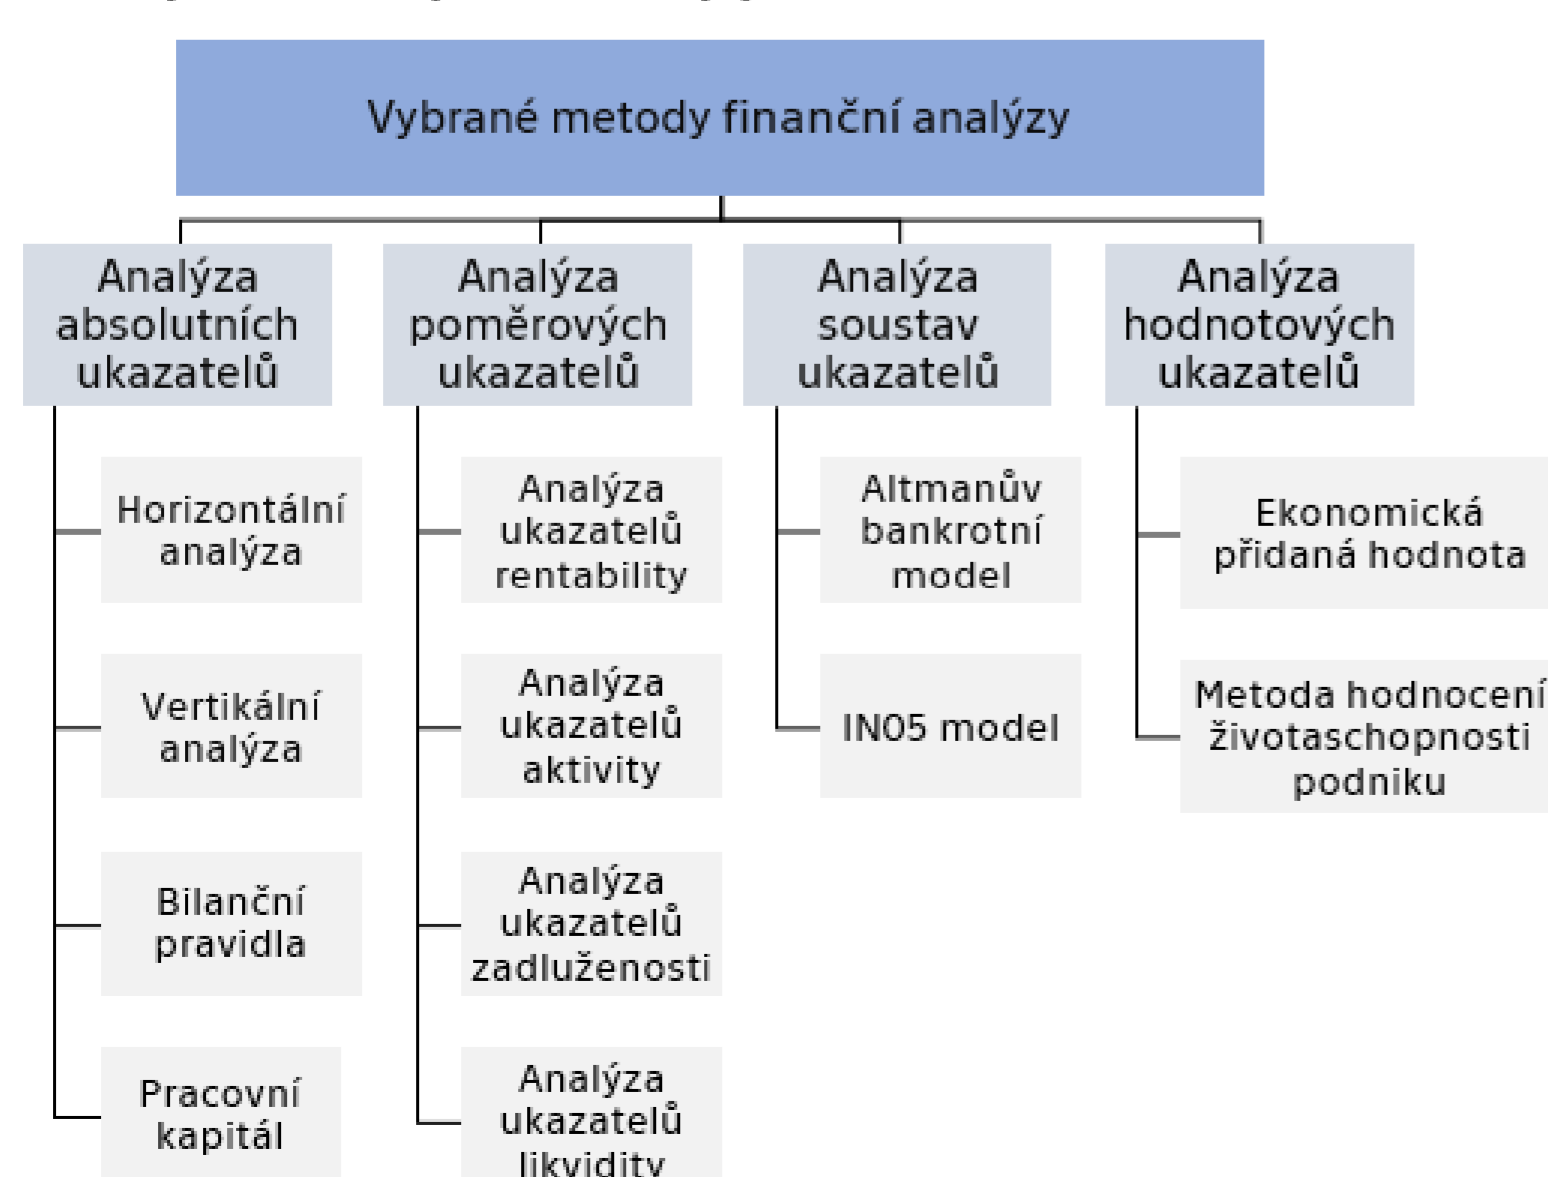 Vybrané metody finanční analýzy
Analýza
absolutních
ukazatelů
Horizontální
analýza
Vertikální
analýza
Bilanční
pravidla
Pracovní
kapitál
Analýza
poměrových
ukazatelů
Analýza
ukazatelů
rentability
Analýza
ukazatelů
aktivity
Analýza
ukazatelů
zadluženosti
Analýza
ukazatelů
likvidity
Analýza
soustav
ukazatelů
Altmanův
bankrotní
model
IN05 model
Analýza
hodnotových
ukazatelů
Ekonomická
přidaná hodnota
Metoda hodnocení
životaschopnosti
podniku